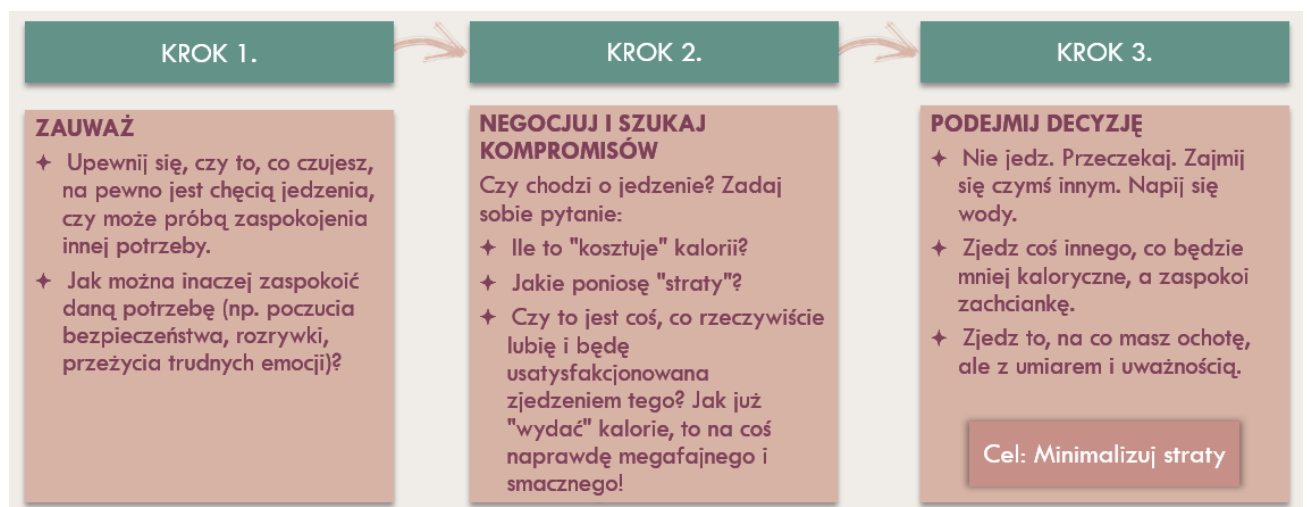 KROK 1.
ZAUWAŻ
✦ Upewnij się, czy to, co czujesz,
na pewno jest chęcią jedzenia,
czy może próbą zaspokojenia
innej potrzeby.
✦ Jak można inaczej zaspokoić
daną potrzebę (np. poczucia
bezpieczeństwa, rozrywki,
przeżycia trudnych emocji)?
KROK 2.
NEGOCJUJ I SZUKAJ
KOMPROMISÓW
Czy chodzi o jedzenie? Zadaj
sobie pytanie:
✦ Ile to "kosztuje" kalorii?
✦ Jakie poniosę "straty"?
✦ Czy to jest coś, co rzeczywiście
lubię i będę
usatysfakcjonowana
zjedzeniem tego? Jak już
"wydać" kalorie, to na coś
naprawdę megafajnego i
smacznego!
KROK 3.
PODEJMIJ DECYZJĘ
✦ Nie jedz. Przeczekaj. Zajmij
się czymś innym. Napij się
wody.
✦ Zjedz coś innego, co będzie
mniej kaloryczne, a zaspokoi
zachciankę.
✦ Zjedz to, na co masz ochotę,
ale z umiarem i uważnością.
Cel: Minimalizuj straty